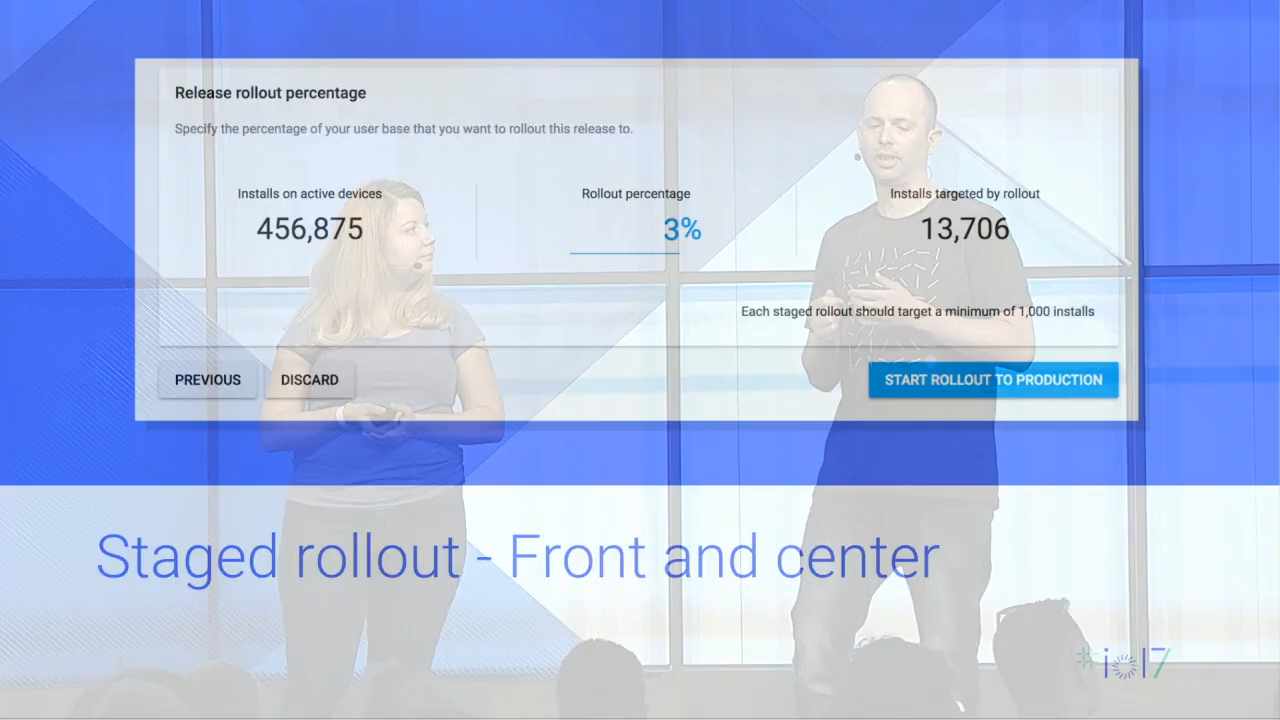 Release rollout percentage
Specify the percentage of your user base that you want to rollout this release to.
Installs on active devices
Rollout percentage
Installs targeted by rollout
456,875
3%
13,706
Each staged rollout should target a minimum of 1,000 installs
PREVIOUS
DISCARD
START ROLLOUT TO PRODUCTION
Staged rollout - Front and center
#io17